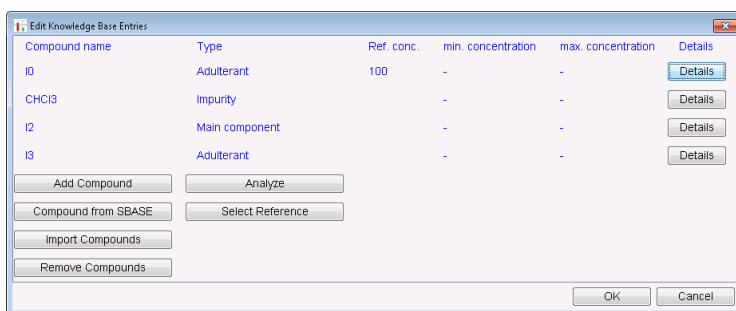 Edit Knowledge Base Entries
Compound name Type Ref. conc. min. concentration max. concentration Details
I0 Adulterant 100 - - Details
CHCl3 Impurity - - Details
I2 Main component - - Details
I3 Adulterant - - Details
Add Compound Analyze
Compound from SBASE Select Reference
Import Compounds
Remove Compounds
OK Cancel